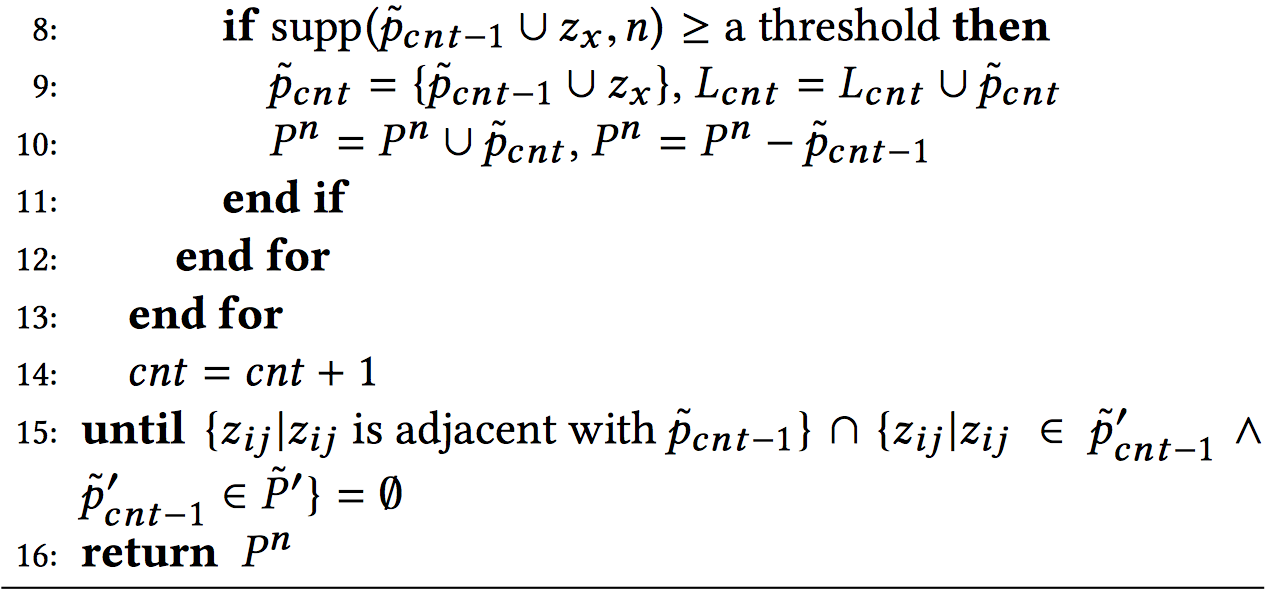 8: if supp(p̃_{cnt−1} ∪ z_x, n) ≥ a threshold then
9: p̃_{cnt} = {p̃_{cnt−1} ∪ z_x}, L_{cnt} = L_{cnt} ∪ p̃_{cnt}
10: P^n = P^n ∪ p̃_{cnt}, P^n = P^n − p̃_{cnt−1}
11: end if
12: end for
13: end for
14: cnt = cnt + 1
15: until {z_{ij}|z_{ij} is adjacent with p̃_{cnt−1}} ∩ {z_{ij}|z_{ij} ∈ p̃′_{cnt−1} ∧
p̃′_{cnt−1} ∈ P̃′} = ∅
16: return P^n